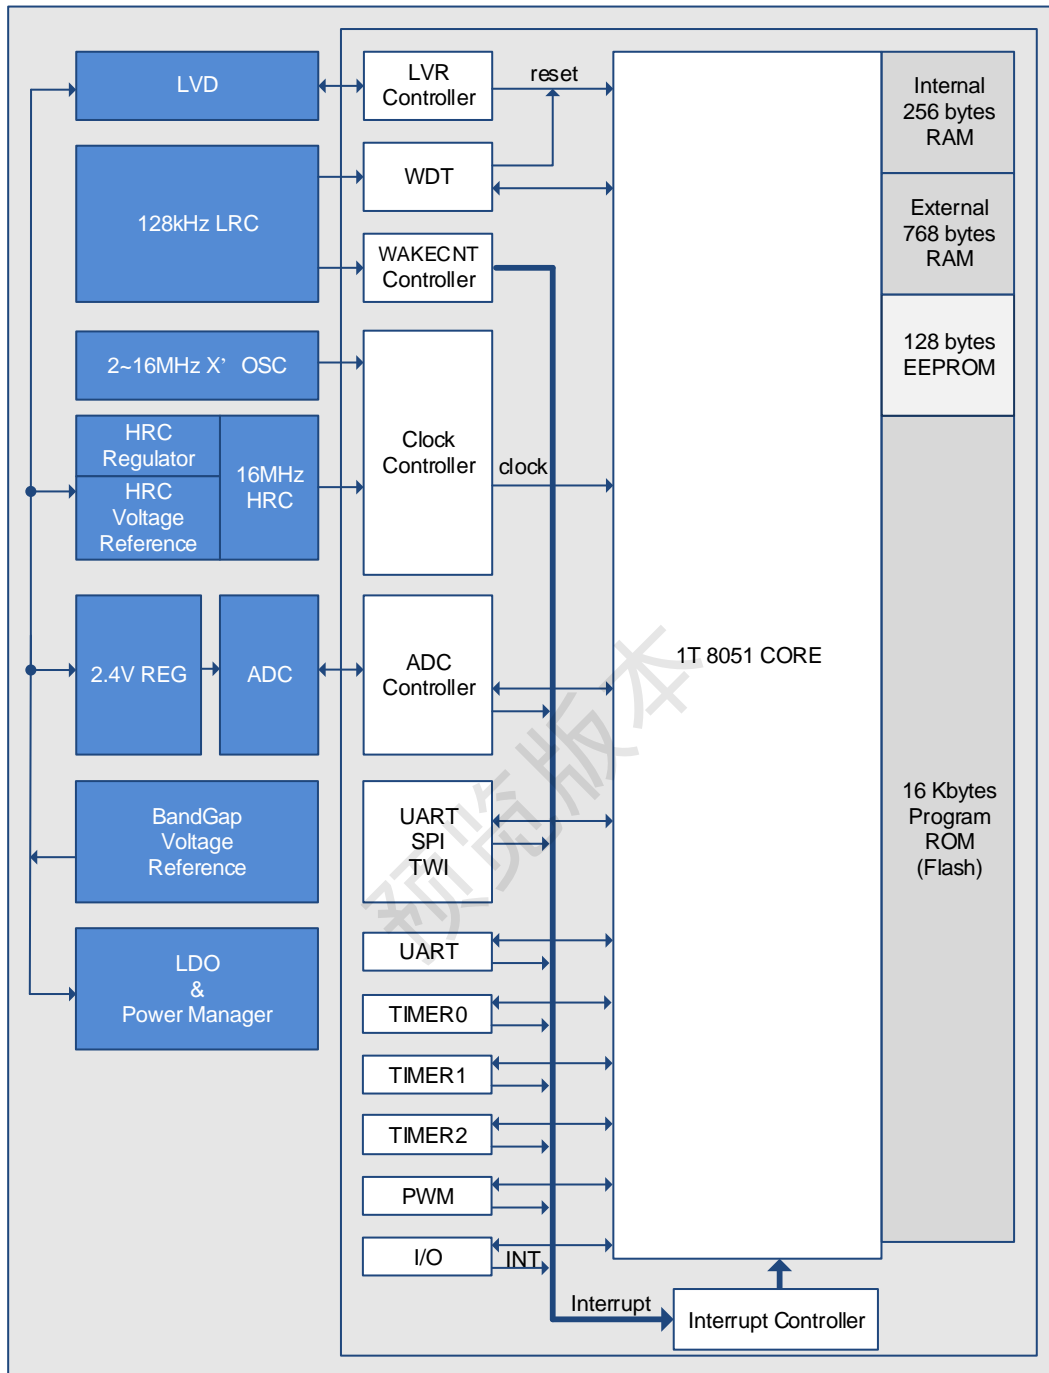 LVD
LVR
Controller
reset
Internal
256 bytes
RAM
128kHz LRC
WDT
WAKECNT
Controller
External
768 bytes
RAM
2~16MHz X’ OSC
128 bytes
EEPROM
HRC
Regulator
HRC
Voltage
Reference
16MHz
HRC
Clock
Controller
clock
2.4V REG
ADC
ADC
Controller
1T 8051 CORE
BandGap
Voltage
Reference
UART
SPI
TWI
16 Kbytes
Program
ROM
(Flash)
预览版本
LDO
&
Power Manager
UART
TIMER0
TIMER1
TIMER2
PWM
I/O
INT
Interrupt
Interrupt Controller